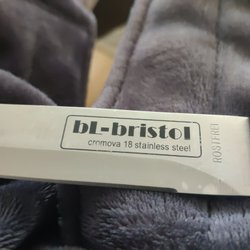 bL-bristol
cromova 18 stainless steel
ROSTFREI